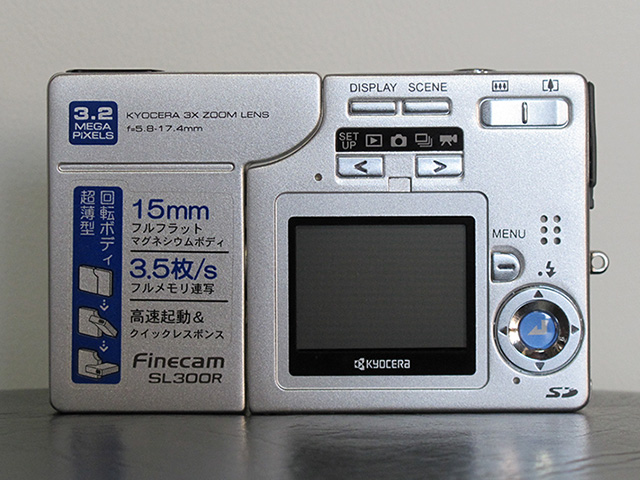 3.2
MEGA
PIXELS
KYOCERA 3X ZOOM LENS
f=5.8-17.4mm
DISPLAY SCENE
SET
UP
< >
回転ボディ
超薄型
15mm
フルフラット
マグネシウムボディ
3.5枚/s
フルメモリ連写
高速起動&
クイックレスポンス
Finecam
SL300R
MENU
KYOCERA
SD